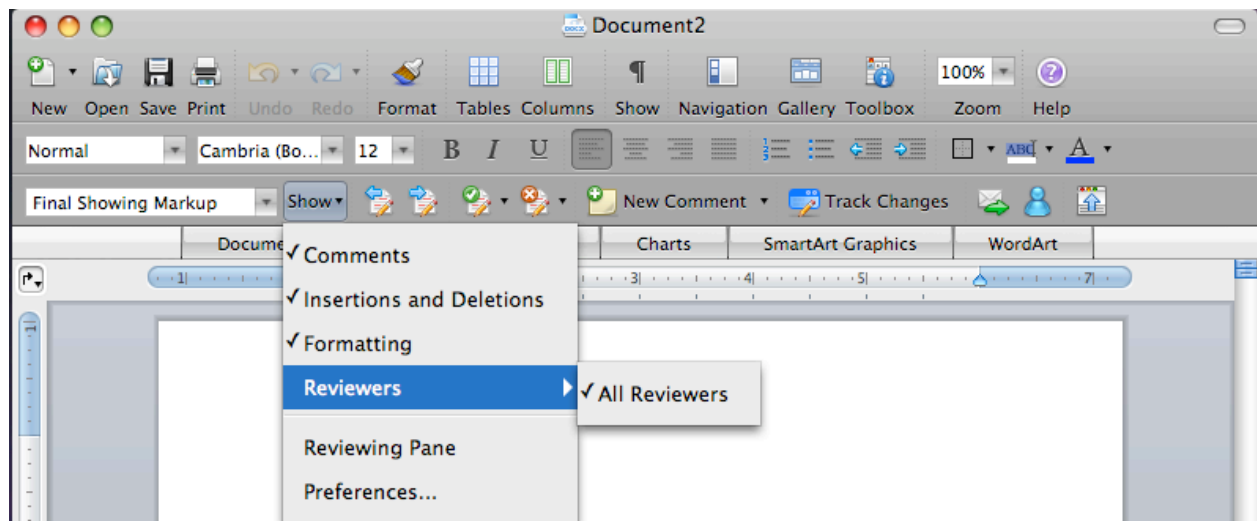 Document2
New Open Save Print Undo Redo Format Tables Columns Show Navigation Gallery Toolbox 100% Zoom Help
Normal Cambria (Bo... 12 B I U ABC A
Final Showing Markup Show New Comment Track Changes
Docume Charts SmartArt Graphics WordArt
1 3 4 5 7
✓Comments
✓Insertions and Deletions
✓Formatting
Reviewers ✓All Reviewers
Reviewing Pane
Preferences...